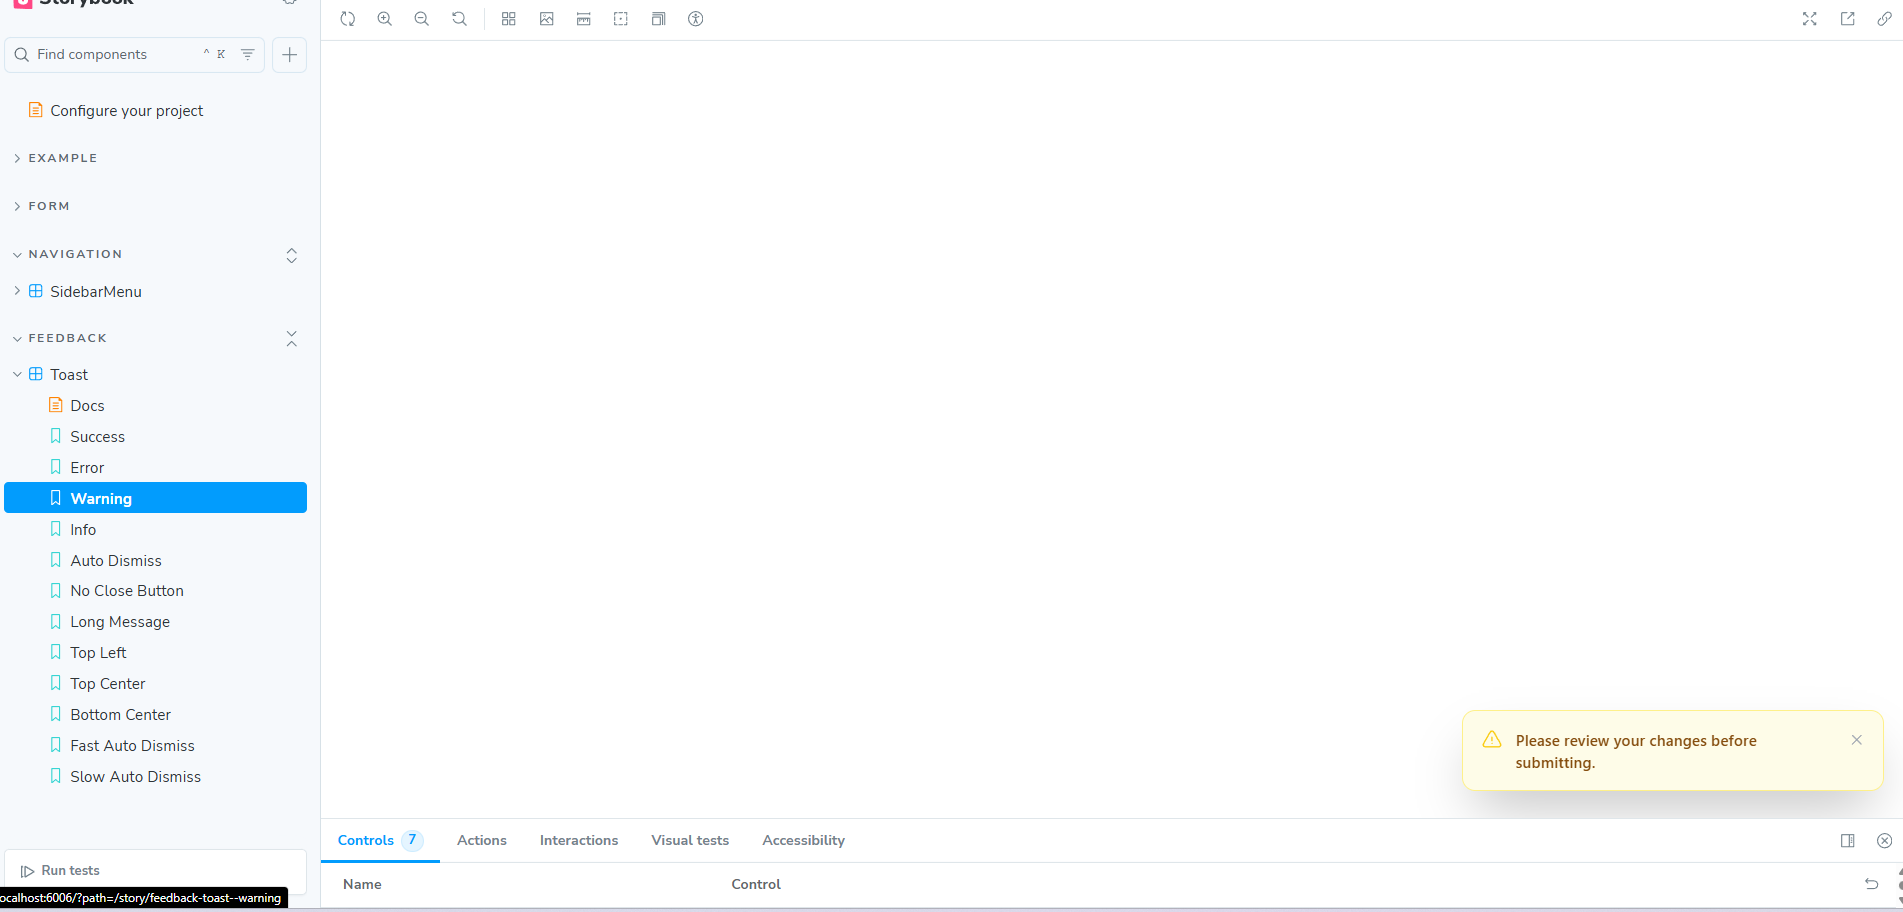 Storybook
Find components
^ K
Configure your project
EXAMPLE
FORM
NAVIGATION
SidebarMenu
FEEDBACK
Toast
Docs
Success
Error
Warning
Info
Auto Dismiss
No Close Button
Long Message
Top Left
Top Center
Bottom Center
Fast Auto Dismiss
Slow Auto Dismiss
Run tests
ocalhost:6006/?path=/story/feedback-toast--warning
Please review your changes before
submitting.
Controls 7 Actions Interactions Visual tests Accessibility
Name Control